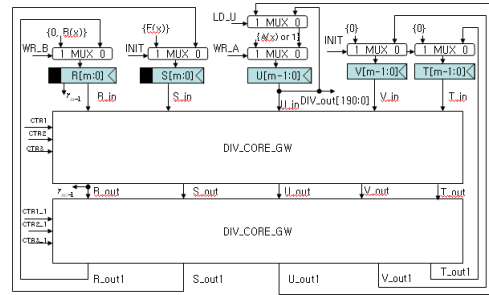 LD_U
{0, B(x)} {F(x)} 1 MUX 0 {0} {0}
WR_B 1 MUX 0 INIT 1 MUX 0 WR_A {A(x) or 1} 1 MUX 0 INIT 1 MUX 0 1 MUX 0
R[m:0] S[m:0] U[m-1:0] V[m-1:0] T[m-1:0]
R_in S_in U_in DIV_out[190:0] V_in T_in
CTR1
CTR2
CTR3
DIV_CORE_GW
R_out S_out U_out V_out T_out
CTR1_1
CTR2_1
CTR3_1
DIV_CORE_GW
R_out1 S_out1 U_out1 V_out1 T_out1